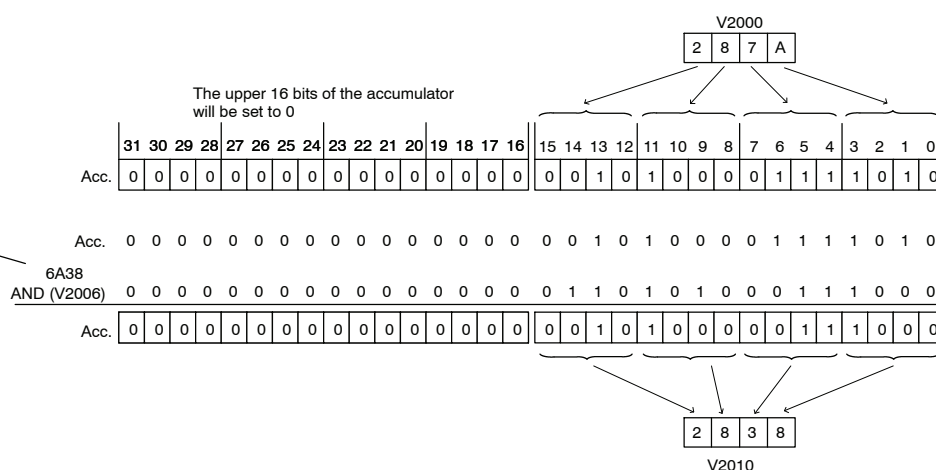 V2000
2 8 7 A
The upper 16 bits of the accumulator
will be set to 0
31 30 29 28 27 26 25 24 23 22 21 20 19 18 17 16 15 14 13 12 11 10 9 8 7 6 5 4 3 2 1 0
Acc. 0 0 0 0 0 0 0 0 0 0 0 0 0 0 0 0 0 0 1 0 1 0 0 0 0 1 1 1 1 0 1 0
Acc. 0 0 0 0 0 0 0 0 0 0 0 0 0 0 0 0 0 0 1 0 1 0 0 0 0 1 1 1 1 0 1 0
6A38
AND (V2006) 0 0 0 0 0 0 0 0 0 0 0 0 0 0 0 0 0 1 1 0 1 0 1 0 0 0 1 1 1 0 0 0
Acc. 0 0 0 0 0 0 0 0 0 0 0 0 0 0 0 0 0 0 1 0 1 0 0 0 0 0 1 1 1 0 0 0
2 8 3 8
V2010